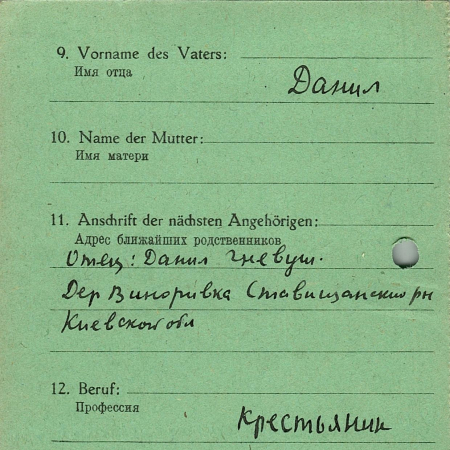 9. Vorname des Vaters:
Имя отца
Данил
10. Name der Mutter:
Имя матери
11. Anschrift der nächsten Angehörigen:
Адрес ближайших родственников
Отец: Данил Гневуш.
Дер Виноривка Ставищанский рн
Киевской обл
12. Beruf:
Профессия
Крестьянин